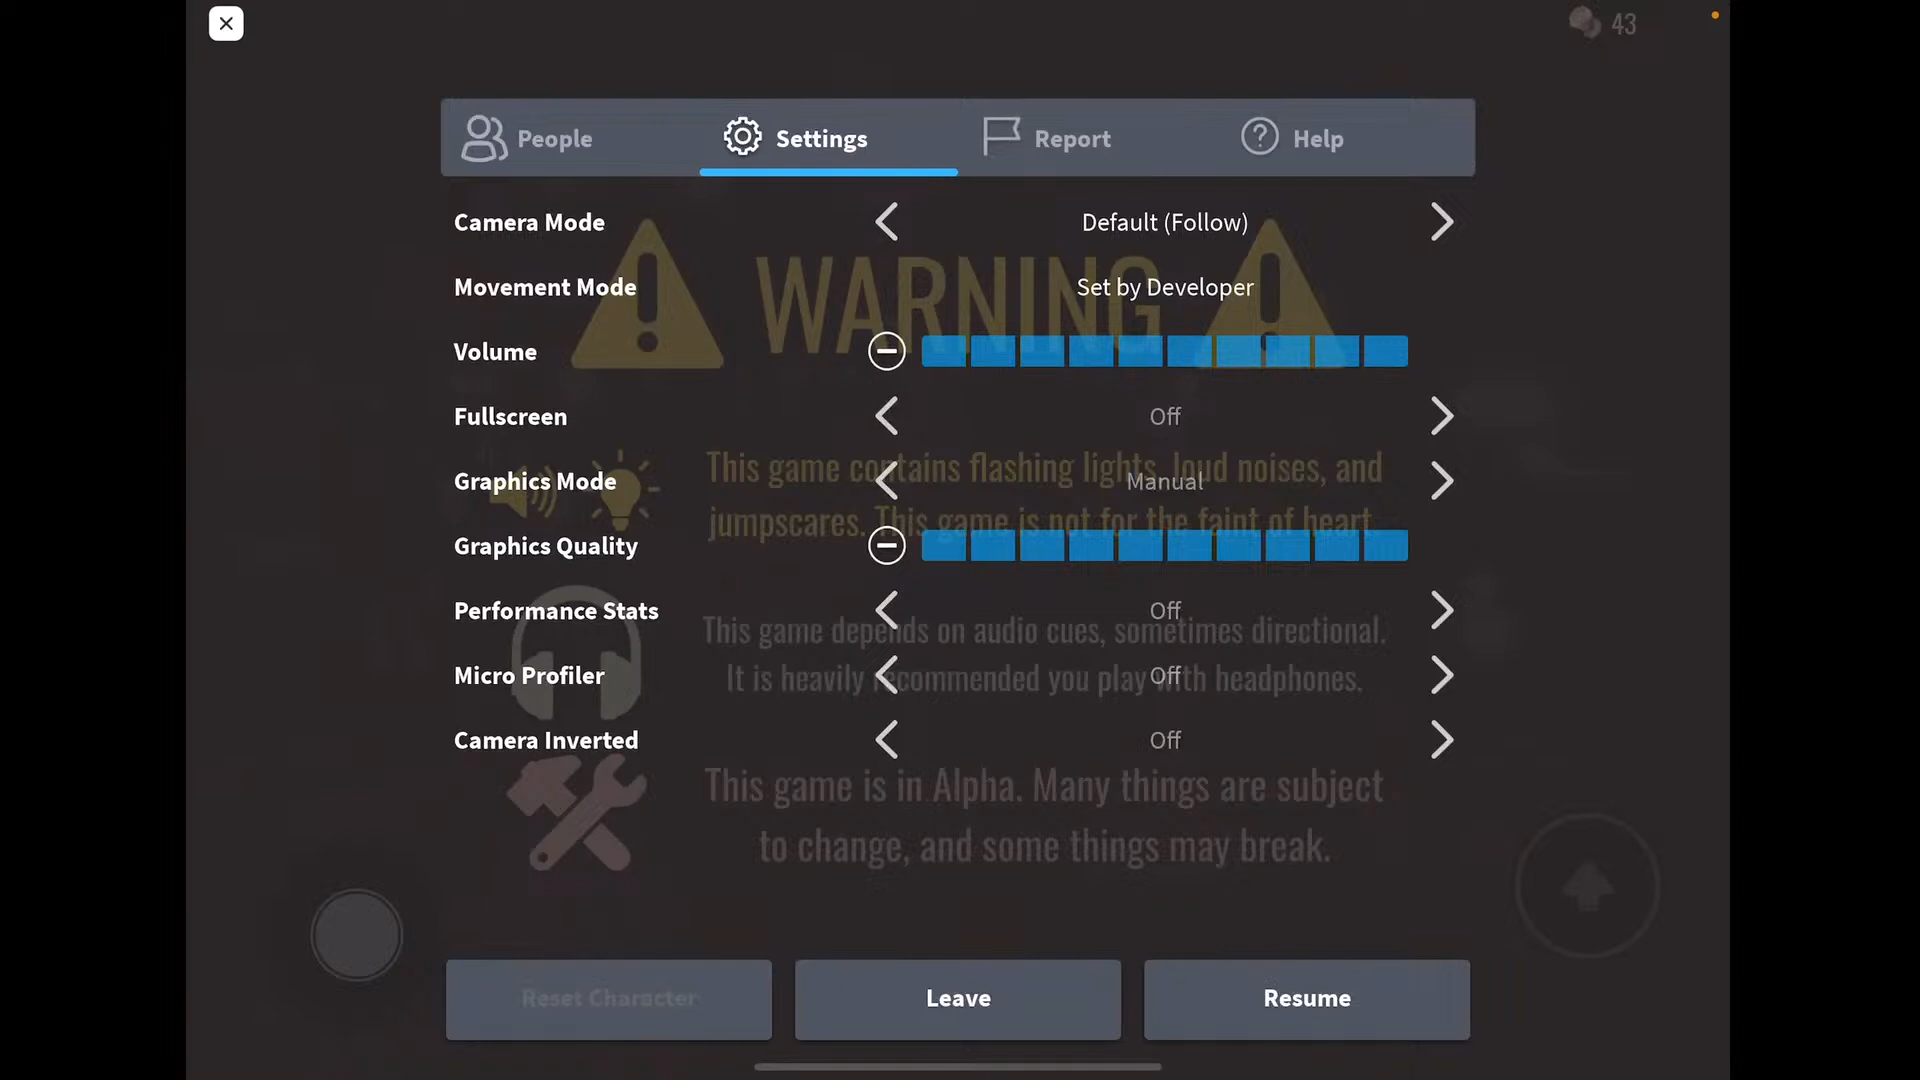 43
People Settings Report Help
Camera Mode Default (Follow)
WARNING
Movement Mode Set by Developer
Volume
Fullscreen Off
This game contains flashing lights, loud noises, and
Graphics Mode Manual
jumpscares. This game is not for the faint of heart.
Graphics Quality
Performance Stats Off
This game depends on audio cues, sometimes directional.
It is heavily recommended you play with headphones.
Micro Profiler Off
Camera Inverted Off
This game is in Alpha. Many things are subject
to change, and some things may break.
Reset Character Leave Resume